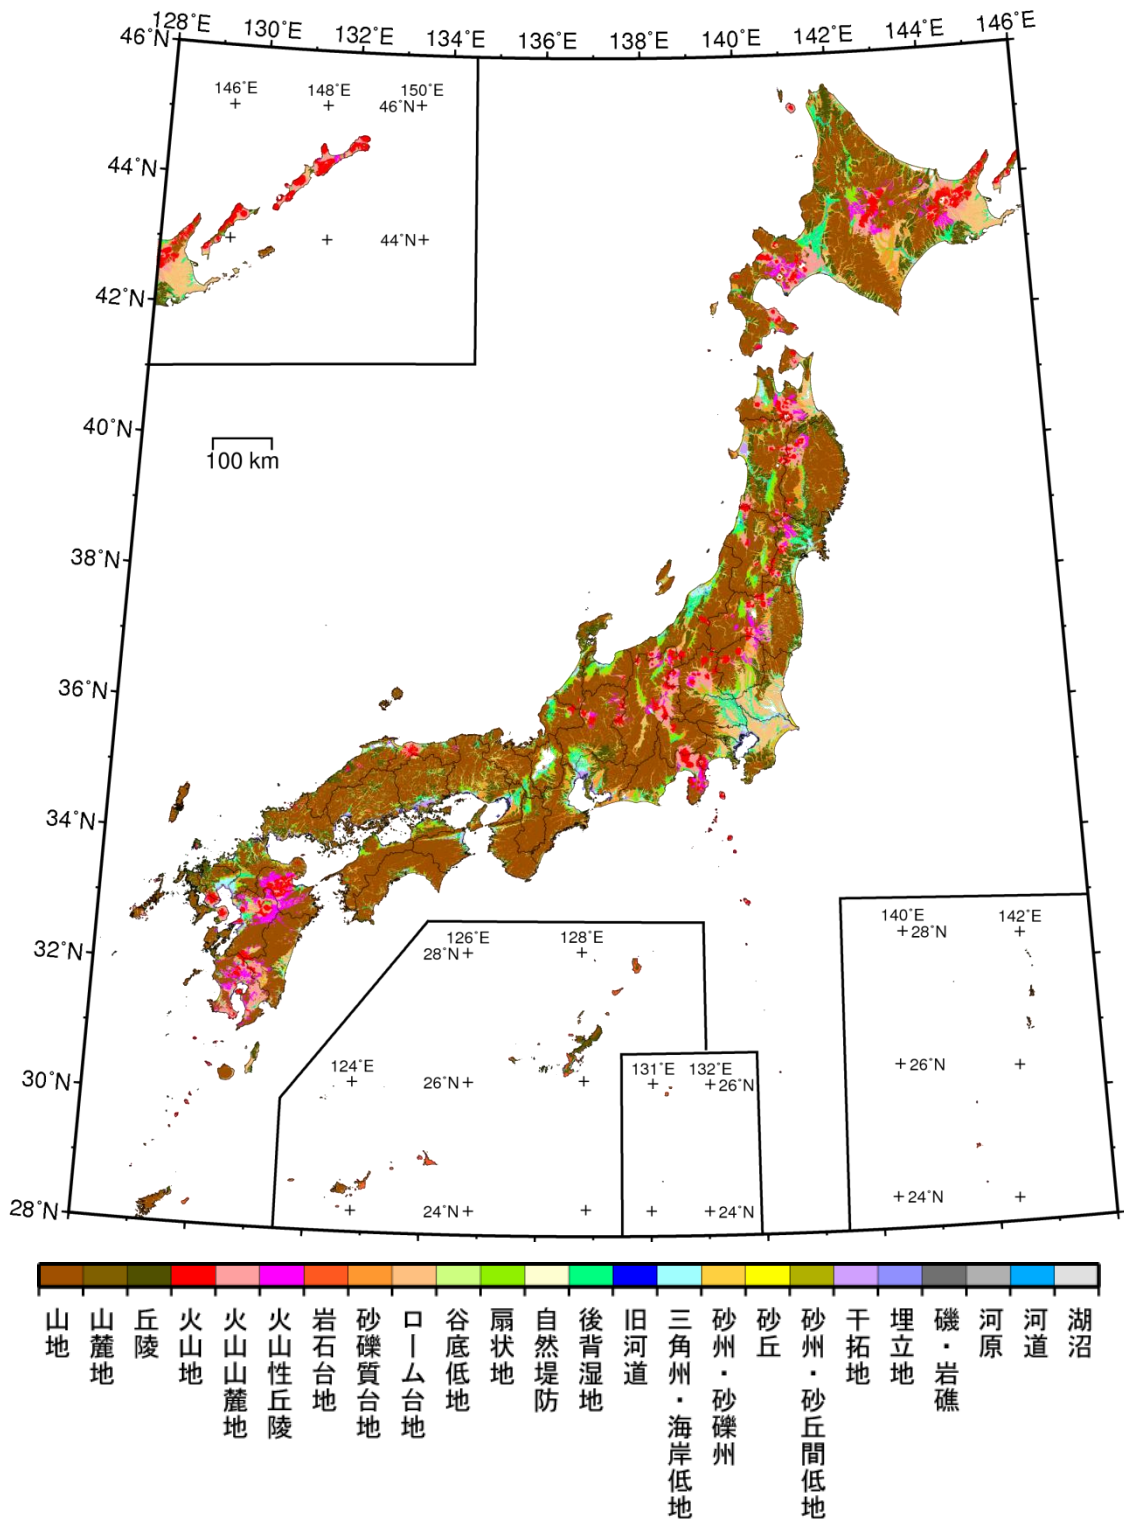 128°E
130°E
132°E
134°E
136°E
138°E
140°E
142°E
144°E
146°E
46°N
146°E
148°E
150°E
46°N
44°N
44°N
42°N
40°N
100 km
38°N
36°N
34°N
32°N
126°E
128°E
28°N
140°E
142°E
28°N
124°E
26°N
131°E
132°E
26°N
26°N
30°N
24°N
24°N
24°N
28°N
山地
山麓地
丘陵
火山地
火山山麓地
火山性丘陵
岩石台地
砂礫質台地
ローム台地
谷底低地
扇状地
自然堤防
後背湿地
旧河道
三角州・海岸低地
砂州・砂礫州
砂丘
砂州・砂丘間低地
干拓地
埋立地
磯・岩礁
河原
河道
湖沼